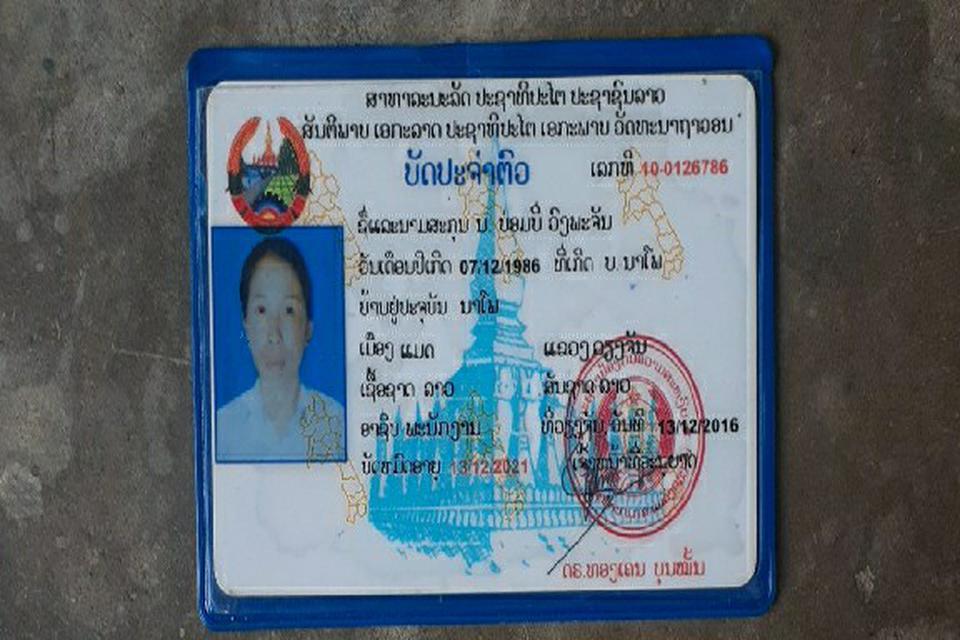 ສາທາລະນະລັດ ປະຊາທິປະໄຕ ປະຊາຊົນລາວ
ສັນຕິພາບ ເອກະລາດ ປະຊາທິປະໄຕ ເອກະພາບ ວັດທະນາຖາວອນ
ບັດປະຈຳຕົວ
ເລກທີ 10-0126786
ຊື່ແລະນາມສະກຸນ ນ. ປ໋ອມບີ ວົງພະຈັນ
ວັນເດືອນປີເກີດ 07/12/1986 ທີ່ເກີດ ບ.ນາໂພ
ບ້ານຢູ່ປະຈຸບັນ ນາໂພ
ເມືອງ ແມດ ແຂວງ ວຽງຈັນ
ເຊື້ອຊາດ ລາວ ສັນຊາດ ລາວ
ອາຊີບ ພະນັກງານ ທີ່ວຽງຈັນ, ວັນທີ 13/12/2016
ບັດໝົດອາຍຸ 13/12/2021
ດຣ.ທອງເດນ ບຸນໝັ້ນ